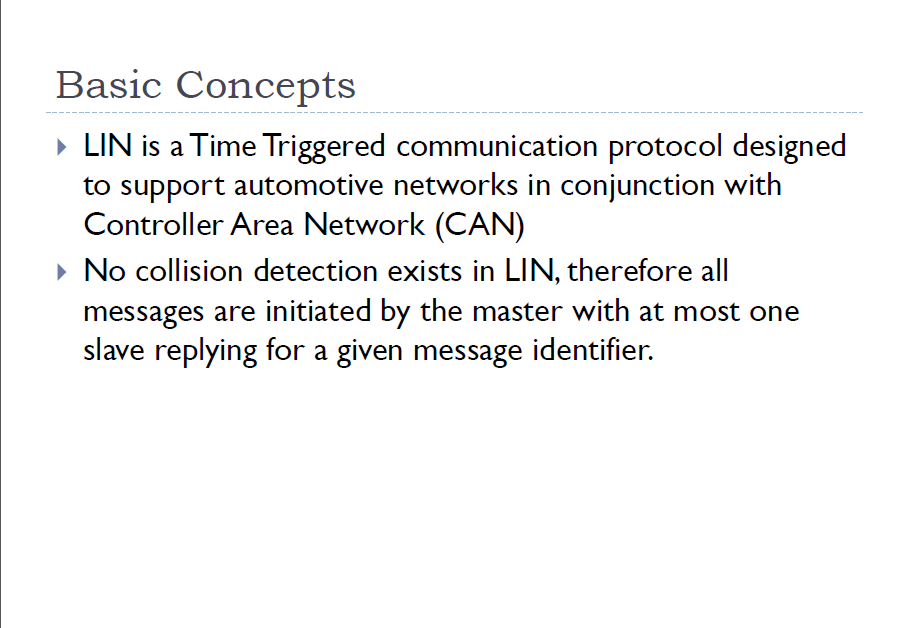 Basic Concepts
LIN is a Time Triggered communication protocol designed
to support automotive networks in conjunction with
Controller Area Network (CAN)
No collision detection exists in LIN, therefore all
messages are initiated by the master with at most one
slave replying for a given message identifier.